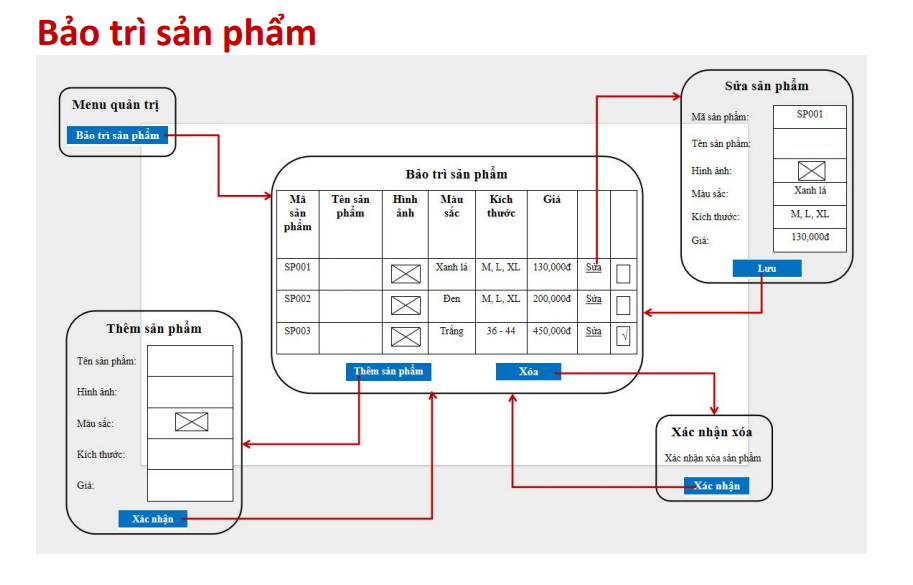 Bảo trì sản phẩm
Menu quản trị
Bảo trì sản phẩm
Sửa sản phẩm
Mã sản phẩm: SP001
Tên sản phẩm:
Hình ảnh:
Màu sắc: Xanh lá
Kích thước: M, L, XL
Giá: 130,000đ
Lưu
Bảo trì sản phẩm
Mã sản phẩm Tên sản phẩm Hình ảnh Màu sắc Kích thước Giá
SP001 Xanh lá M, L, XL 130,000đ Sửa
SP002 Đen M, L, XL 200,000đ Sửa
SP003 Trắng 36 - 44 450,000đ Sửa √
Thêm sản phẩm Xóa
Thêm sản phẩm
Tên sản phẩm:
Hình ảnh:
Màu sắc:
Kích thước:
Giá:
Xác nhận
Xác nhận xóa
Xác nhận xóa sản phẩm
Xác nhận